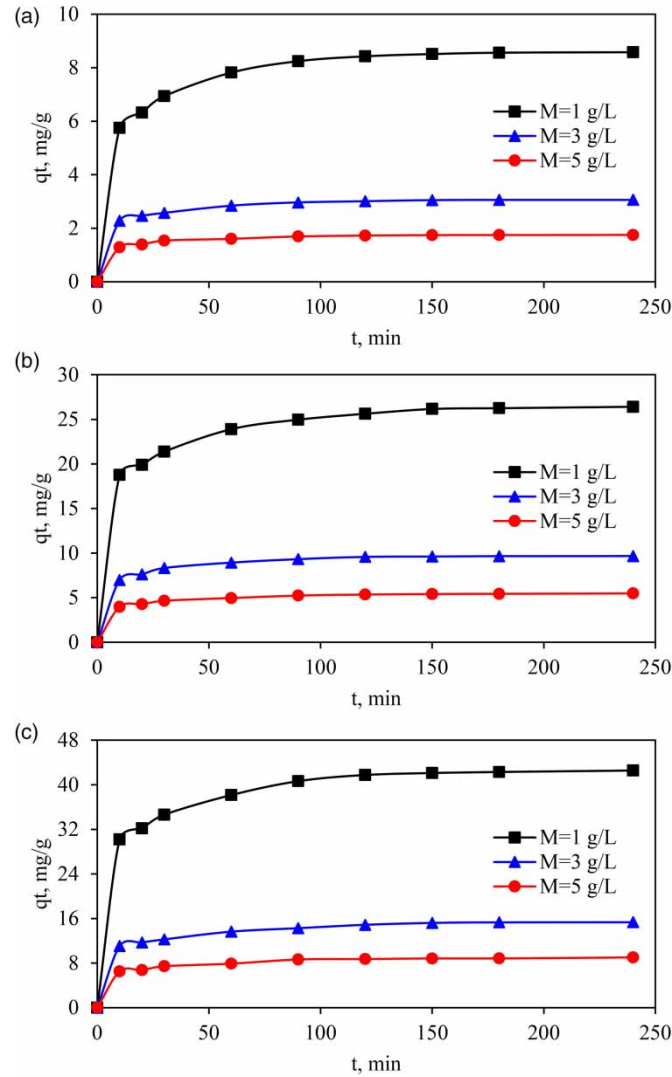 (a)
10
8
6
4
2
0
qt, mg/g
M=1 g/L
M=3 g/L
M=5 g/L
0 50 100 150 200 250
t, min
(b)
30
25
20
15
10
5
0
qt, mg/g
M=1 g/L
M=3 g/L
M=5 g/L
0 50 100 150 200 250
t, min
(c)
48
40
32
24
16
8
0
qt, mg/g
M=1 g/L
M=3 g/L
M=5 g/L
0 50 100 150 200 250
t, min